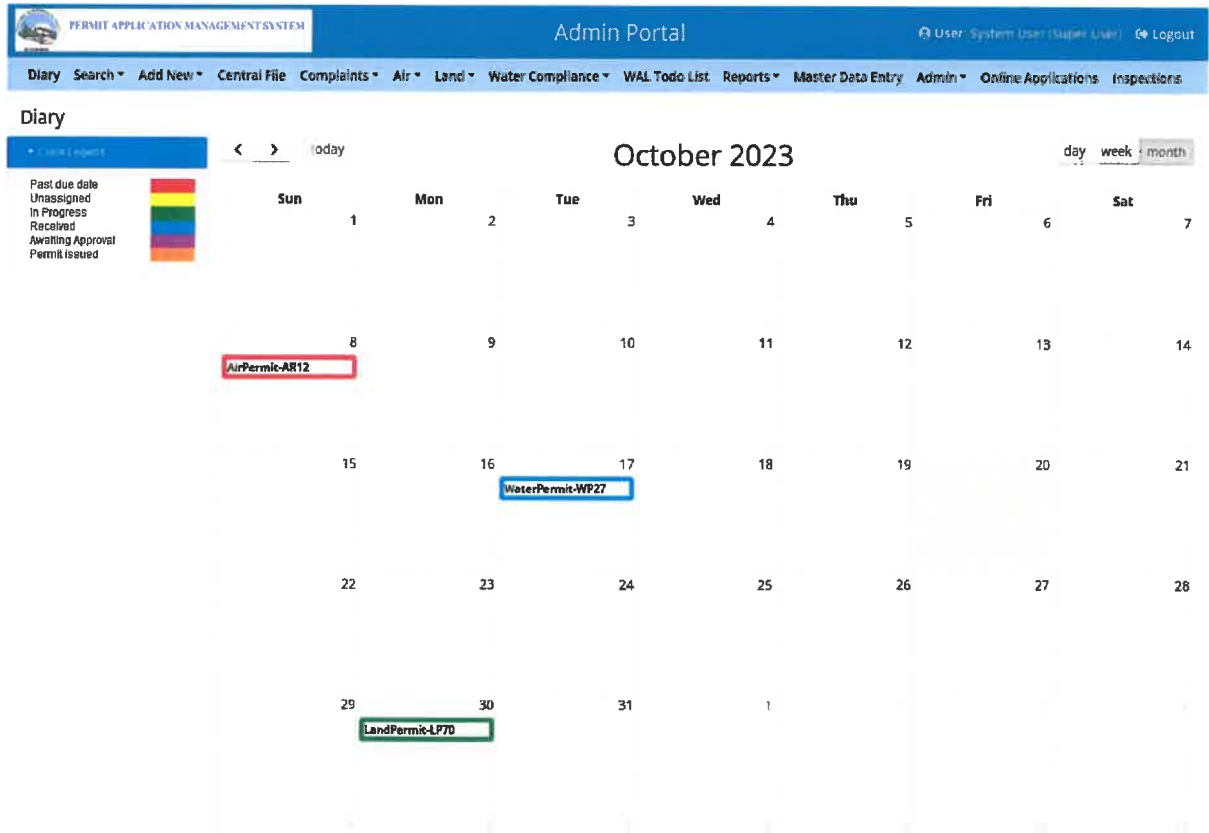 PERMIT APPLICATION MANAGEMENT SYSTEM
Admin Portal
User System User (Super User) Logout
Diary Search Add New Central File Complaints Air Land Water Compliance WAL Todo List Reports Master Data Entry Admin Online Applications Inspections
Diary
today
October 2023
day week month
Past due date
Unassigned
In Progress
Received
Awaiting Approval
Permit issued
Sun Mon Tue Wed Thu Fri Sat
1 2 3 4 5 6 7
8 9 10 11 12 13 14
AirPermit-AR12
15 16 17 18 19 20 21
WaterPermit-WP27
22 23 24 25 26 27 28
29 30 31 1
LandPermit-LP70